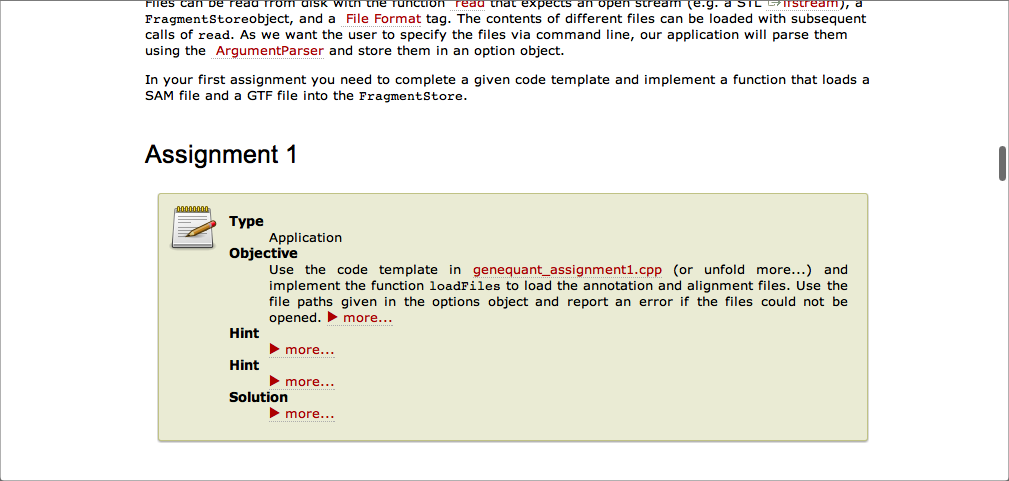 Files can be read from disk with the function read that expects an open stream (e.g. a STL ifstream), a
FragmentStoreobject, and a File Format tag. The contents of different files can be loaded with subsequent
calls of read. As we want the user to specify the files via command line, our application will parse them
using the ArgumentParser and store them in an option object.
In your first assignment you need to complete a given code template and implement a function that loads a
SAM file and a GTF file into the FragmentStore.
Assignment 1
Type
Application
Objective
Use the code template in genequant_assignment1.cpp (or unfold more...) and
implement the function loadFiles to load the annotation and alignment files. Use the
file paths given in the options object and report an error if the files could not be
opened. ▶ more...
Hint
▶ more...
Hint
▶ more...
Solution
▶ more...